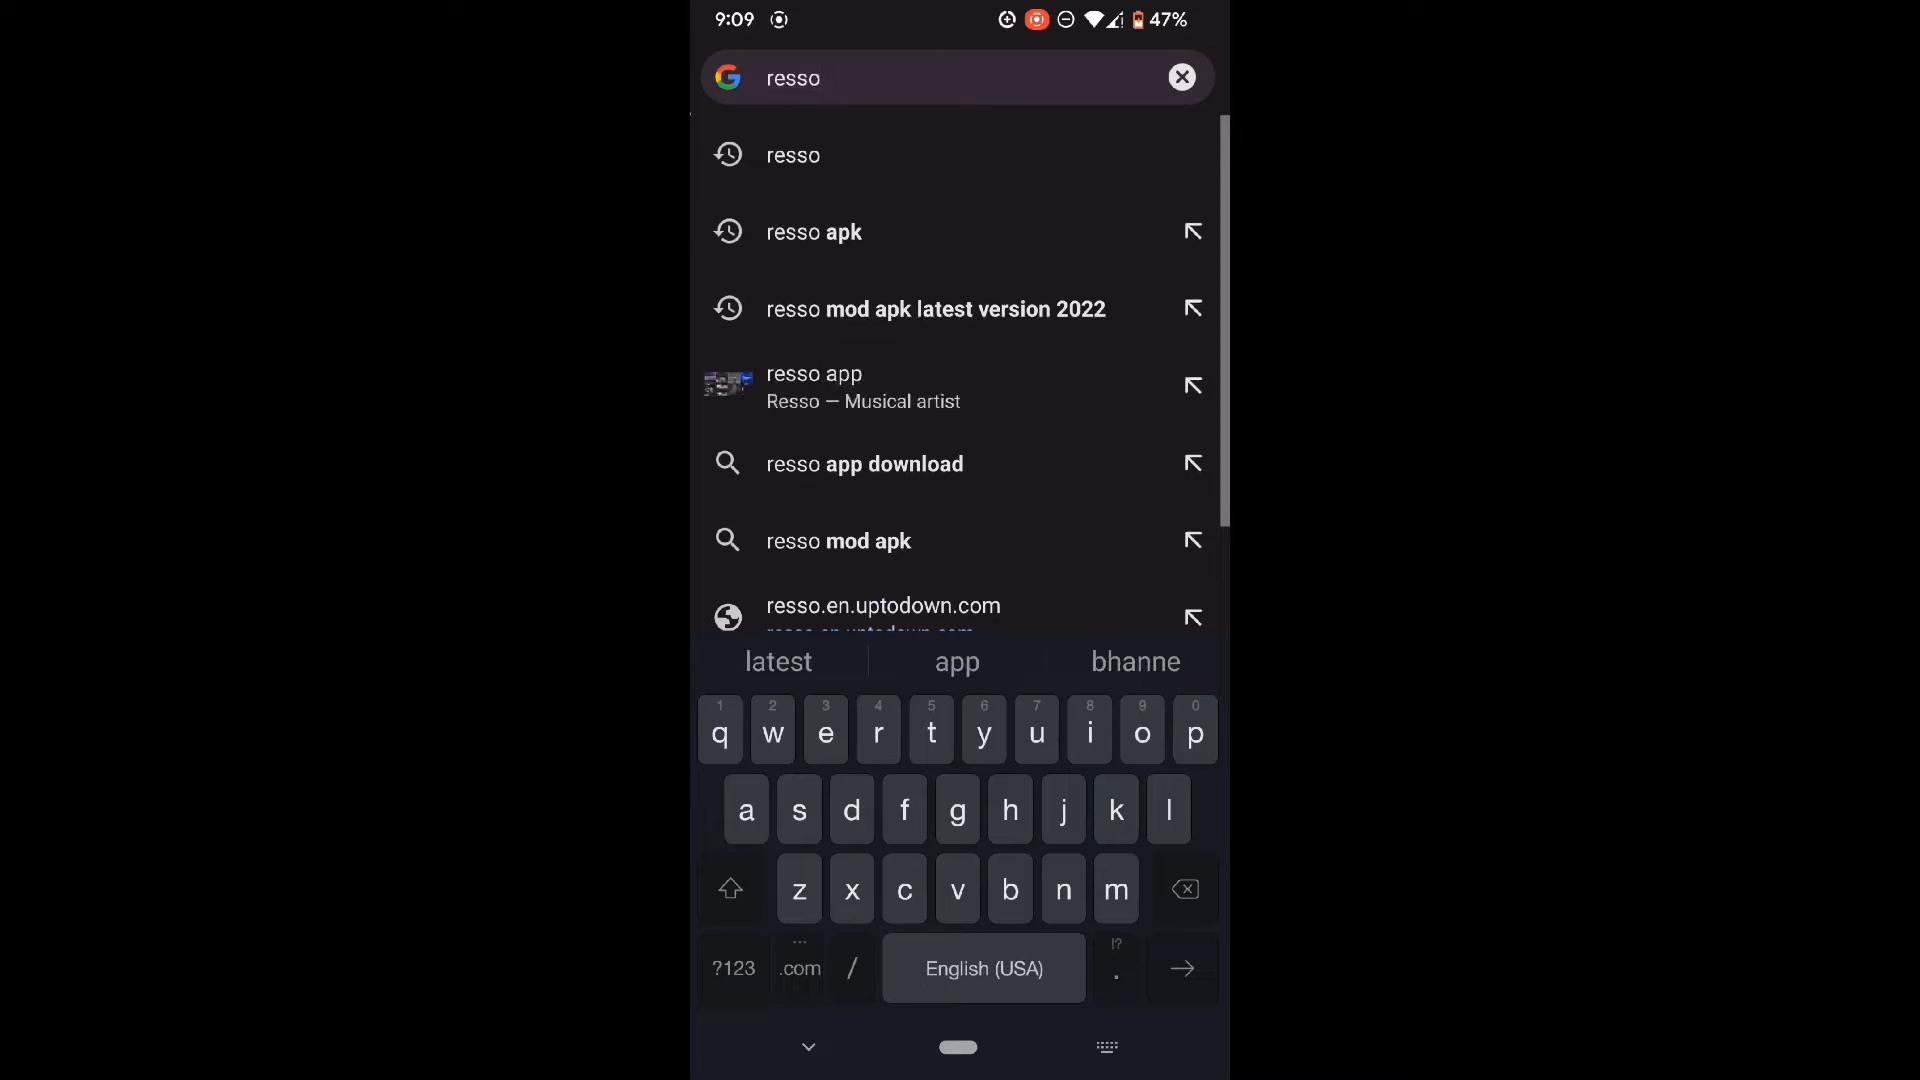 9:09
47%
resso
resso
resso apk
resso mod apk latest version 2022
resso app
Resso — Musical artist
resso app download
resso mod apk
resso.en.uptodown.com
latest app bhanne
1 2 3 4 5 6 7 8 9 0
q w e r t y u i o p
a s d f g h j k l
z x c v b n m
!?
?123 .com / English (USA) .